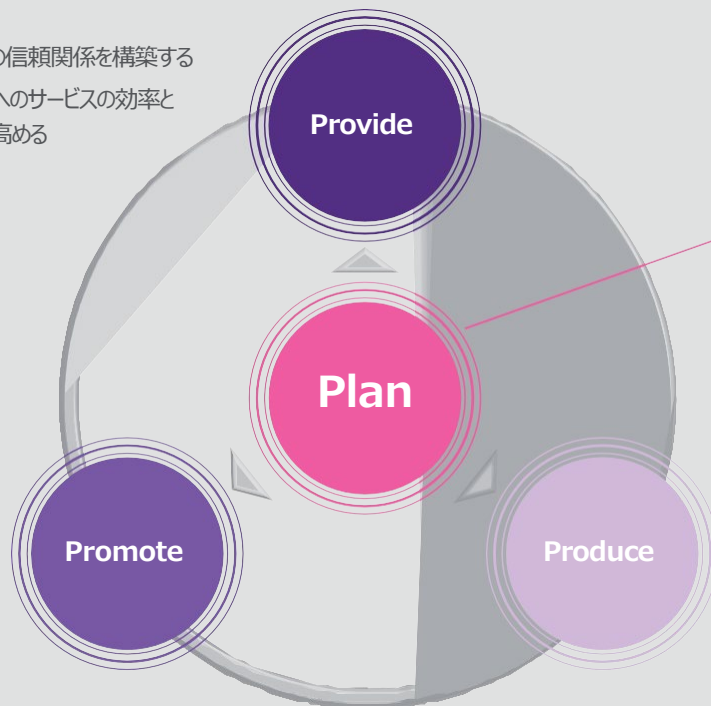 の信頼関係を構築する
へのサービスの効率と
高める
Provide
Plan
Promote
Produce